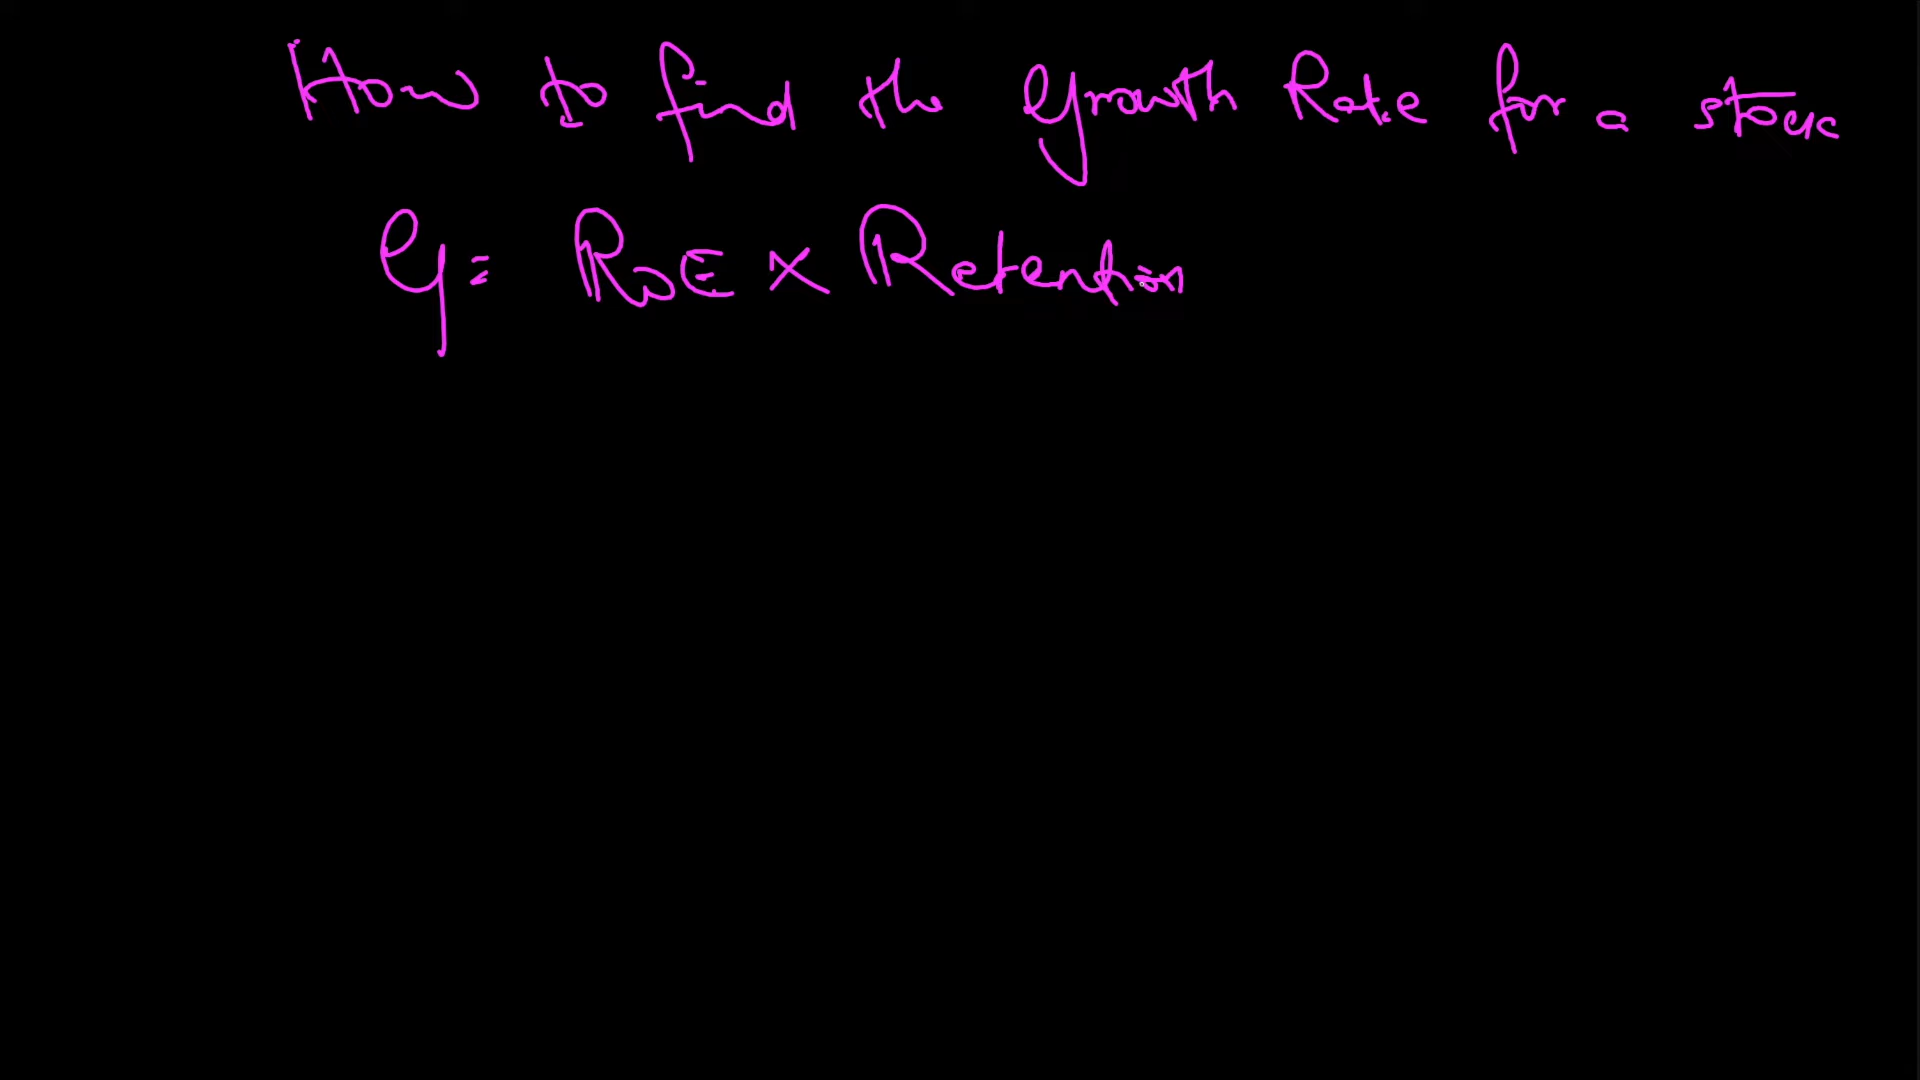 How to find the Growth Rate for a stock
G = ROE X Retention